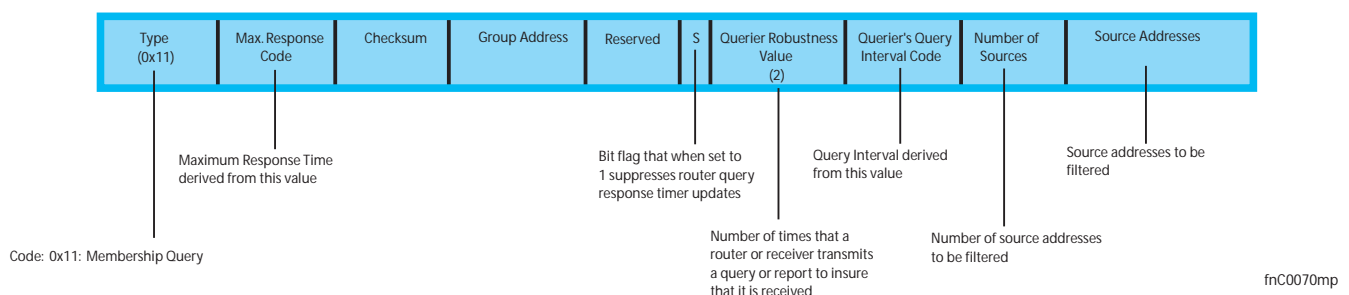 Type
(0x11)
Max. Response
Code
Checksum
Group Address
Reserved
S
Querier Robustness
Value
(2)
Querier's Query
Interval Code
Number of
Sources
Source Addresses
Maximum Response Time
derived from this value
Bit flag that when set to
1 suppresses router query
response timer updates
Query Interval derived
from this value
Source addresses to be
filtered
Code: 0x11: Membership Query
Number of times that a
router or receiver transmits
a query or report to insure
that it is received
Number of source addresses
to be filtered
fnC0070mp